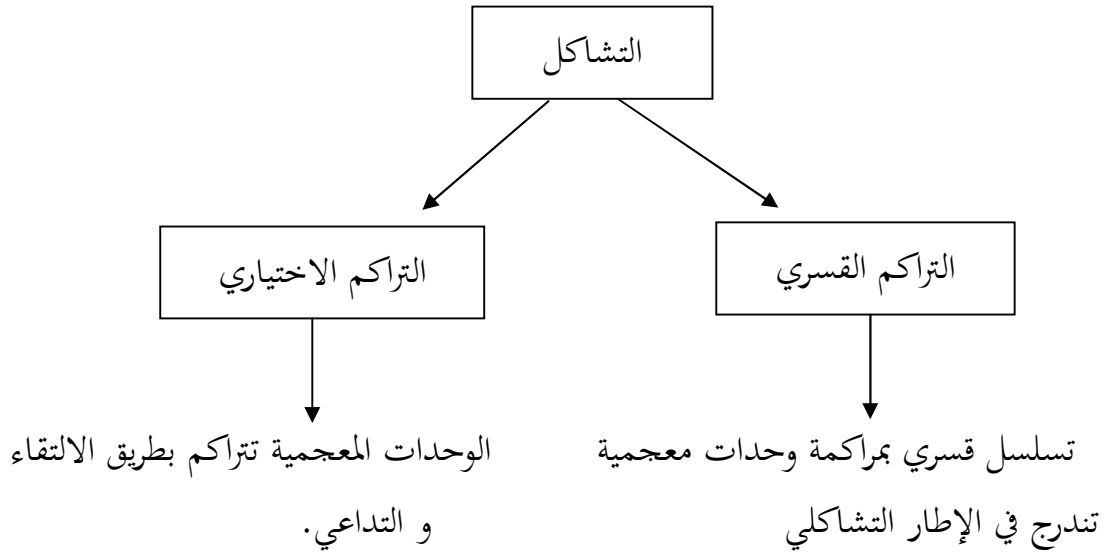 التشاكل
التراكم القسري
التراكم الاختياري
تسلسل قسري بمراكمة وحدات معجمية
تندرج في الإطار التشاكلي
الوحدات المعجمية تتراكم بطريق الالتقاء
و التداعي.